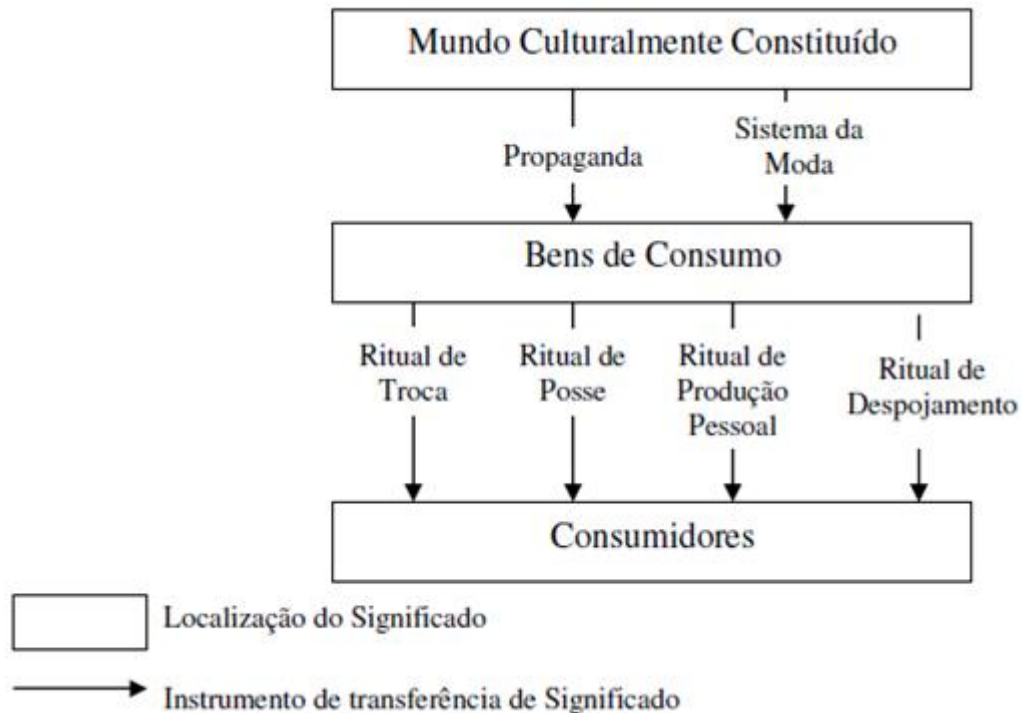 Mundo Culturalmente Constituído
Propaganda
Sistema da
Moda
Bens de Consumo
Ritual de
Troca
Ritual de
Posse
Ritual de
Produção
Pessoal
Ritual de
Despojamento
Consumidores
Localização do Significado
Instrumento de transferência de Significado